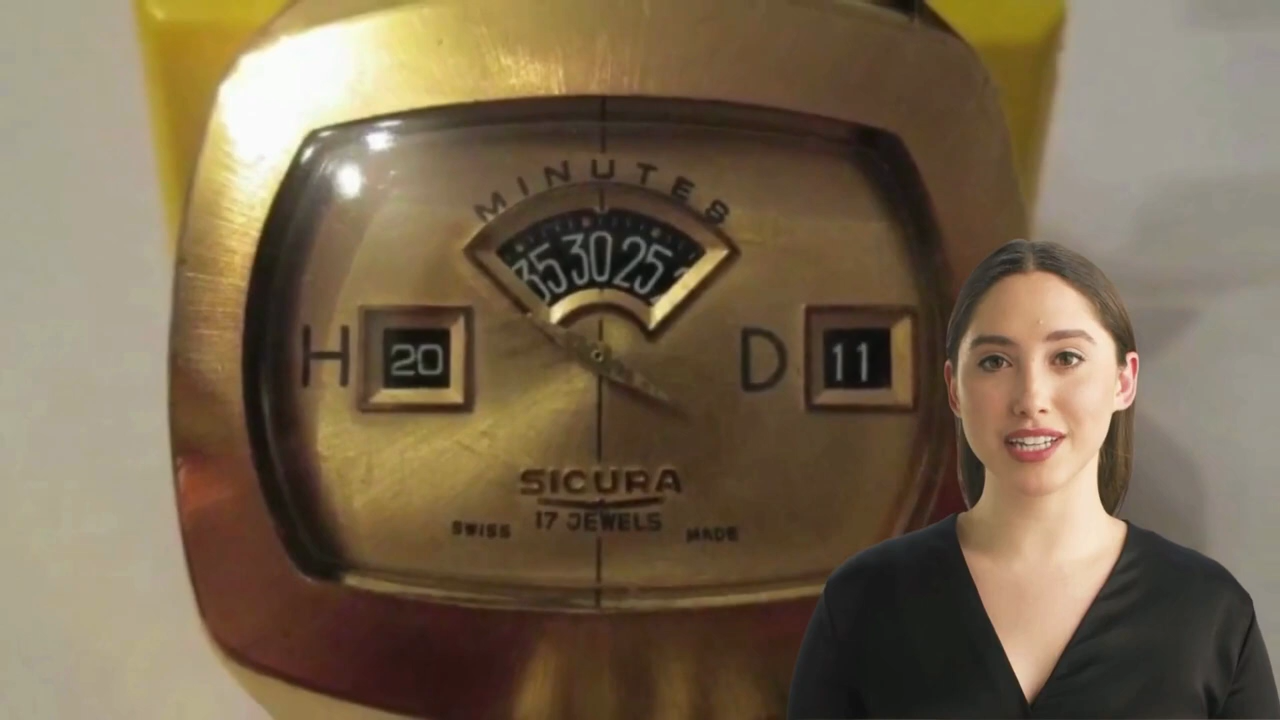 MINUTES
35 30 25
H 20 D 11
SICURA
17 JEWELS
SWISS MADE